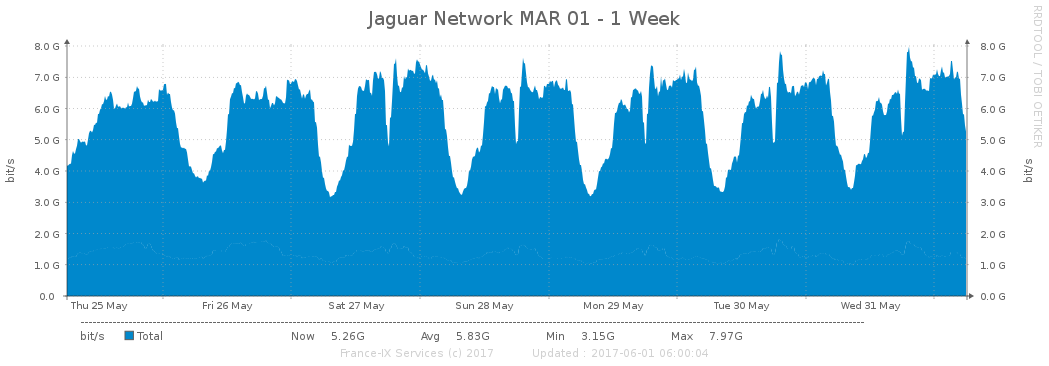 Jaguar Network MAR 01 - 1 Week
RRDTOOL / TOBI OETIKER
bit/s
8.0 G
7.0 G
6.0 G
5.0 G
4.0 G
3.0 G
2.0 G
1.0 G
0.0
8.0 G
7.0 G
6.0 G
5.0 G
4.0 G
3.0 G
2.0 G
1.0 G
0.0 G
bit/s
Thu 25 May Fri 26 May Sat 27 May Sun 28 May Mon 29 May Tue 30 May Wed 31 May
bit/s Total Now 5.26G Avg 5.83G Min 3.15G Max 7.97G
France-IX Services (c) 2017 Updated : 2017-06-01 06:00:04